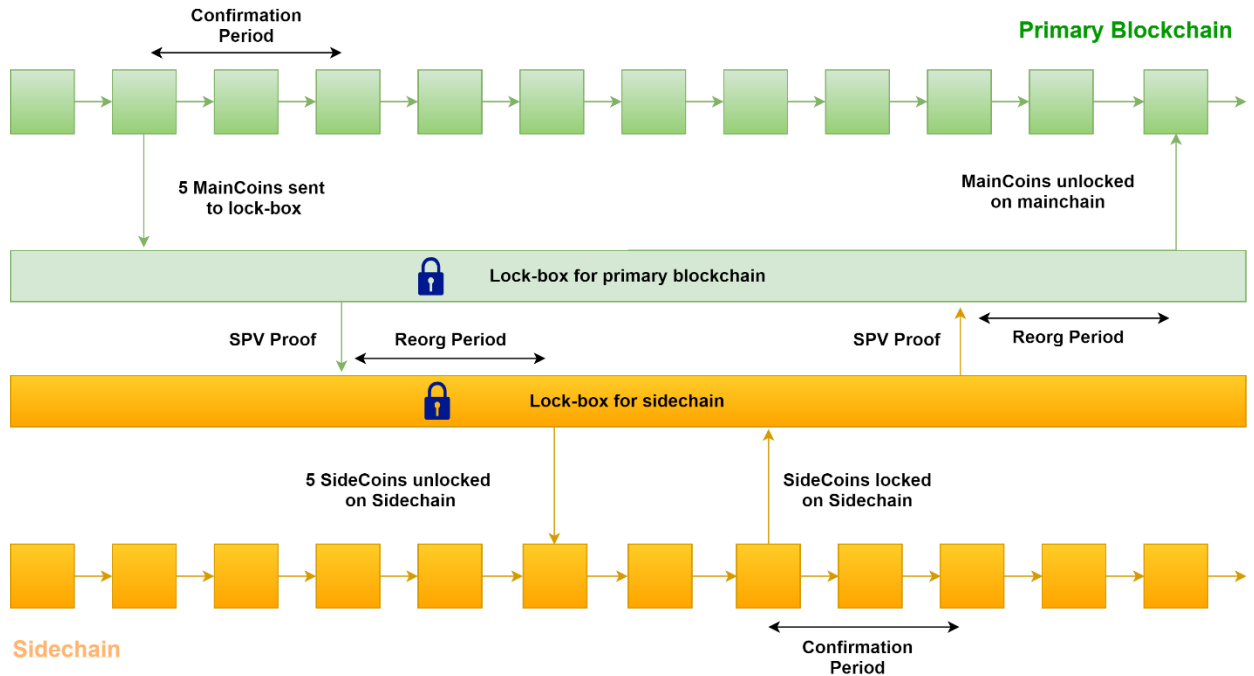 Confirmation
Period
Primary Blockchain
5 MainCoins sent
to lock-box
MainCoins unlocked
on mainchain
Lock-box for primary blockchain
SPV Proof
Reorg Period
SPV Proof
Reorg Period
Lock-box for sidechain
5 SideCoins unlocked
on Sidechain
SideCoins locked
on Sidechain
Sidechain
Confirmation
Period